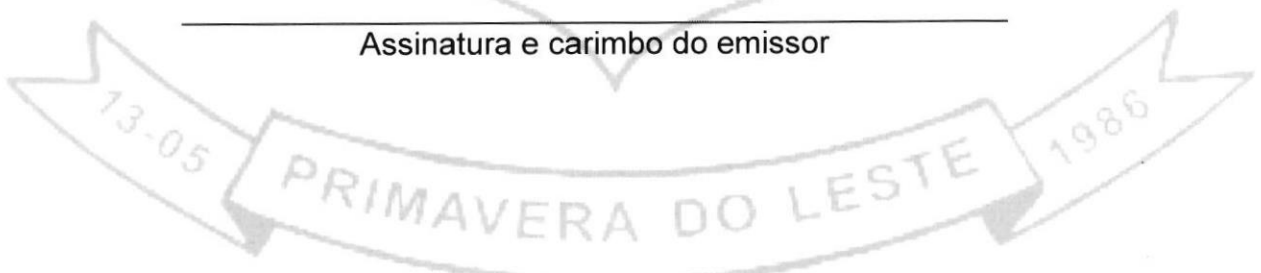 Assinatura e carimbo do emissor
13-05
1986
PRIMAVERA DO LESTE